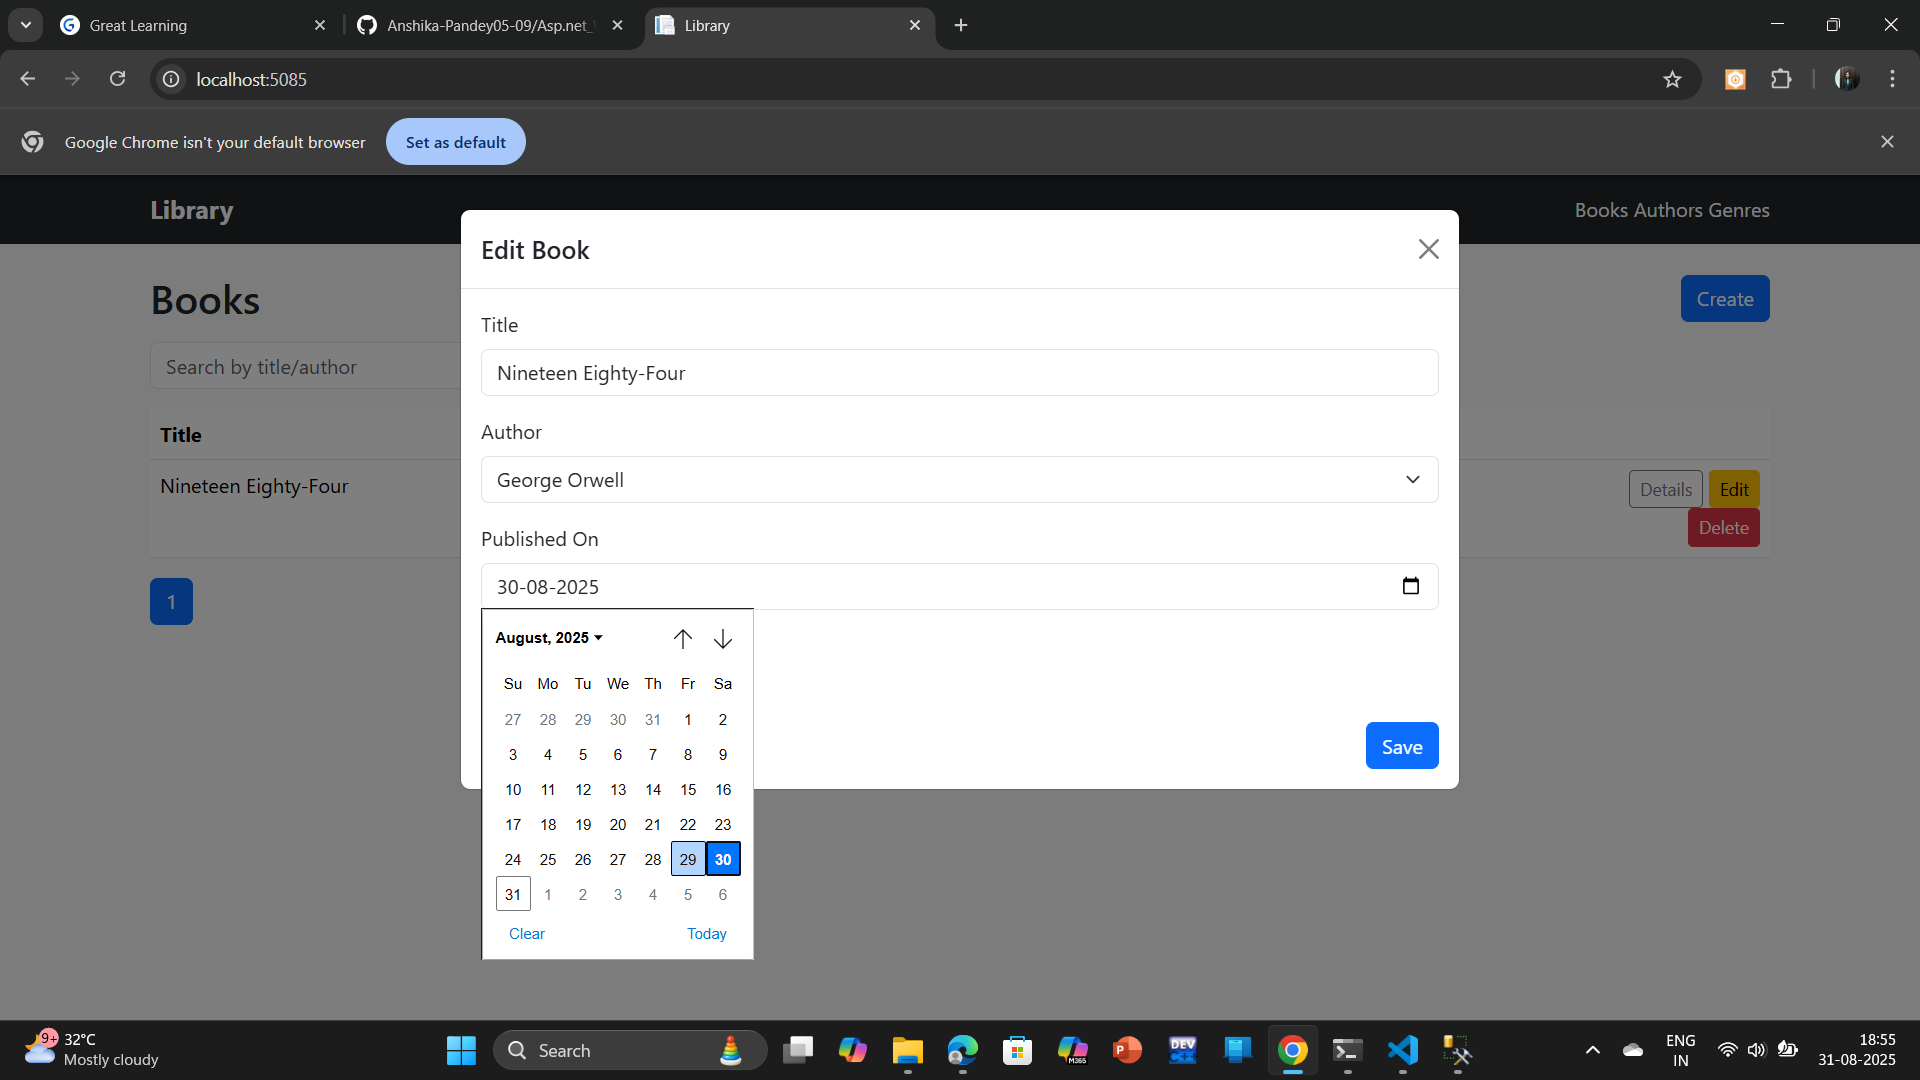 Great Learning
Anshika-Pandey05-09/Asp.net_
Library
localhost:5085
Google Chrome isn't your default browser
Set as default
Library
Books Authors Genres
Edit Book
Books
Create
Title
Nineteen Eighty-Four
Search by title/author
Author
George Orwell
Title
Nineteen Eighty-Four
Details
Edit
Delete
Published On
30-08-2025
1
August, 2025
Su Mo Tu We Th Fr Sa
27 28 29 30 31 1 2
3 4 5 6 7 8 9
10 11 12 13 14 15 16
17 18 19 20 21 22 23
24 25 26 27 28 29 30
31 1 2 3 4 5 6
Clear
Today
Save
9+
32°C
Mostly cloudy
Search
M365
P
DEV
C++
ENG
IN
18:55
31-08-2025